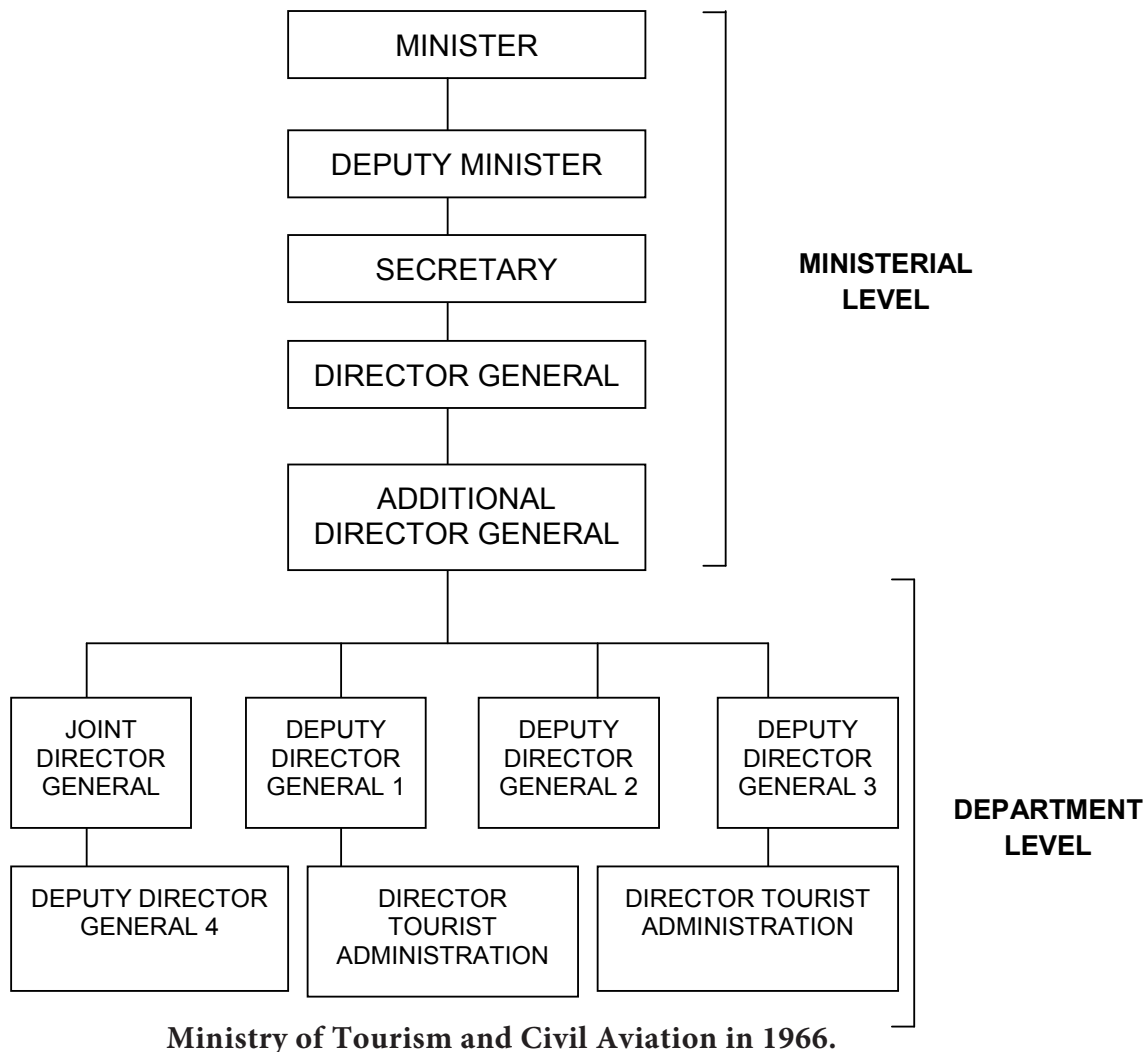 MINISTER
DEPUTY MINISTER
SECRETARY
MINISTERIAL
LEVEL
DIRECTOR GENERAL
ADDITIONAL
DIRECTOR GENERAL
JOINT
DIRECTOR
GENERAL
DEPUTY
DIRECTOR
GENERAL 1
DEPUTY
DIRECTOR
GENERAL 2
DEPUTY
DIRECTOR
GENERAL 3
DEPARTMENT
LEVEL
DEPUTY DIRECTOR
GENERAL 4
DIRECTOR
TOURIST
ADMINISTRATION
DIRECTOR TOURIST
ADMINISTRATION
Ministry of Tourism and Civil Aviation in 1966.